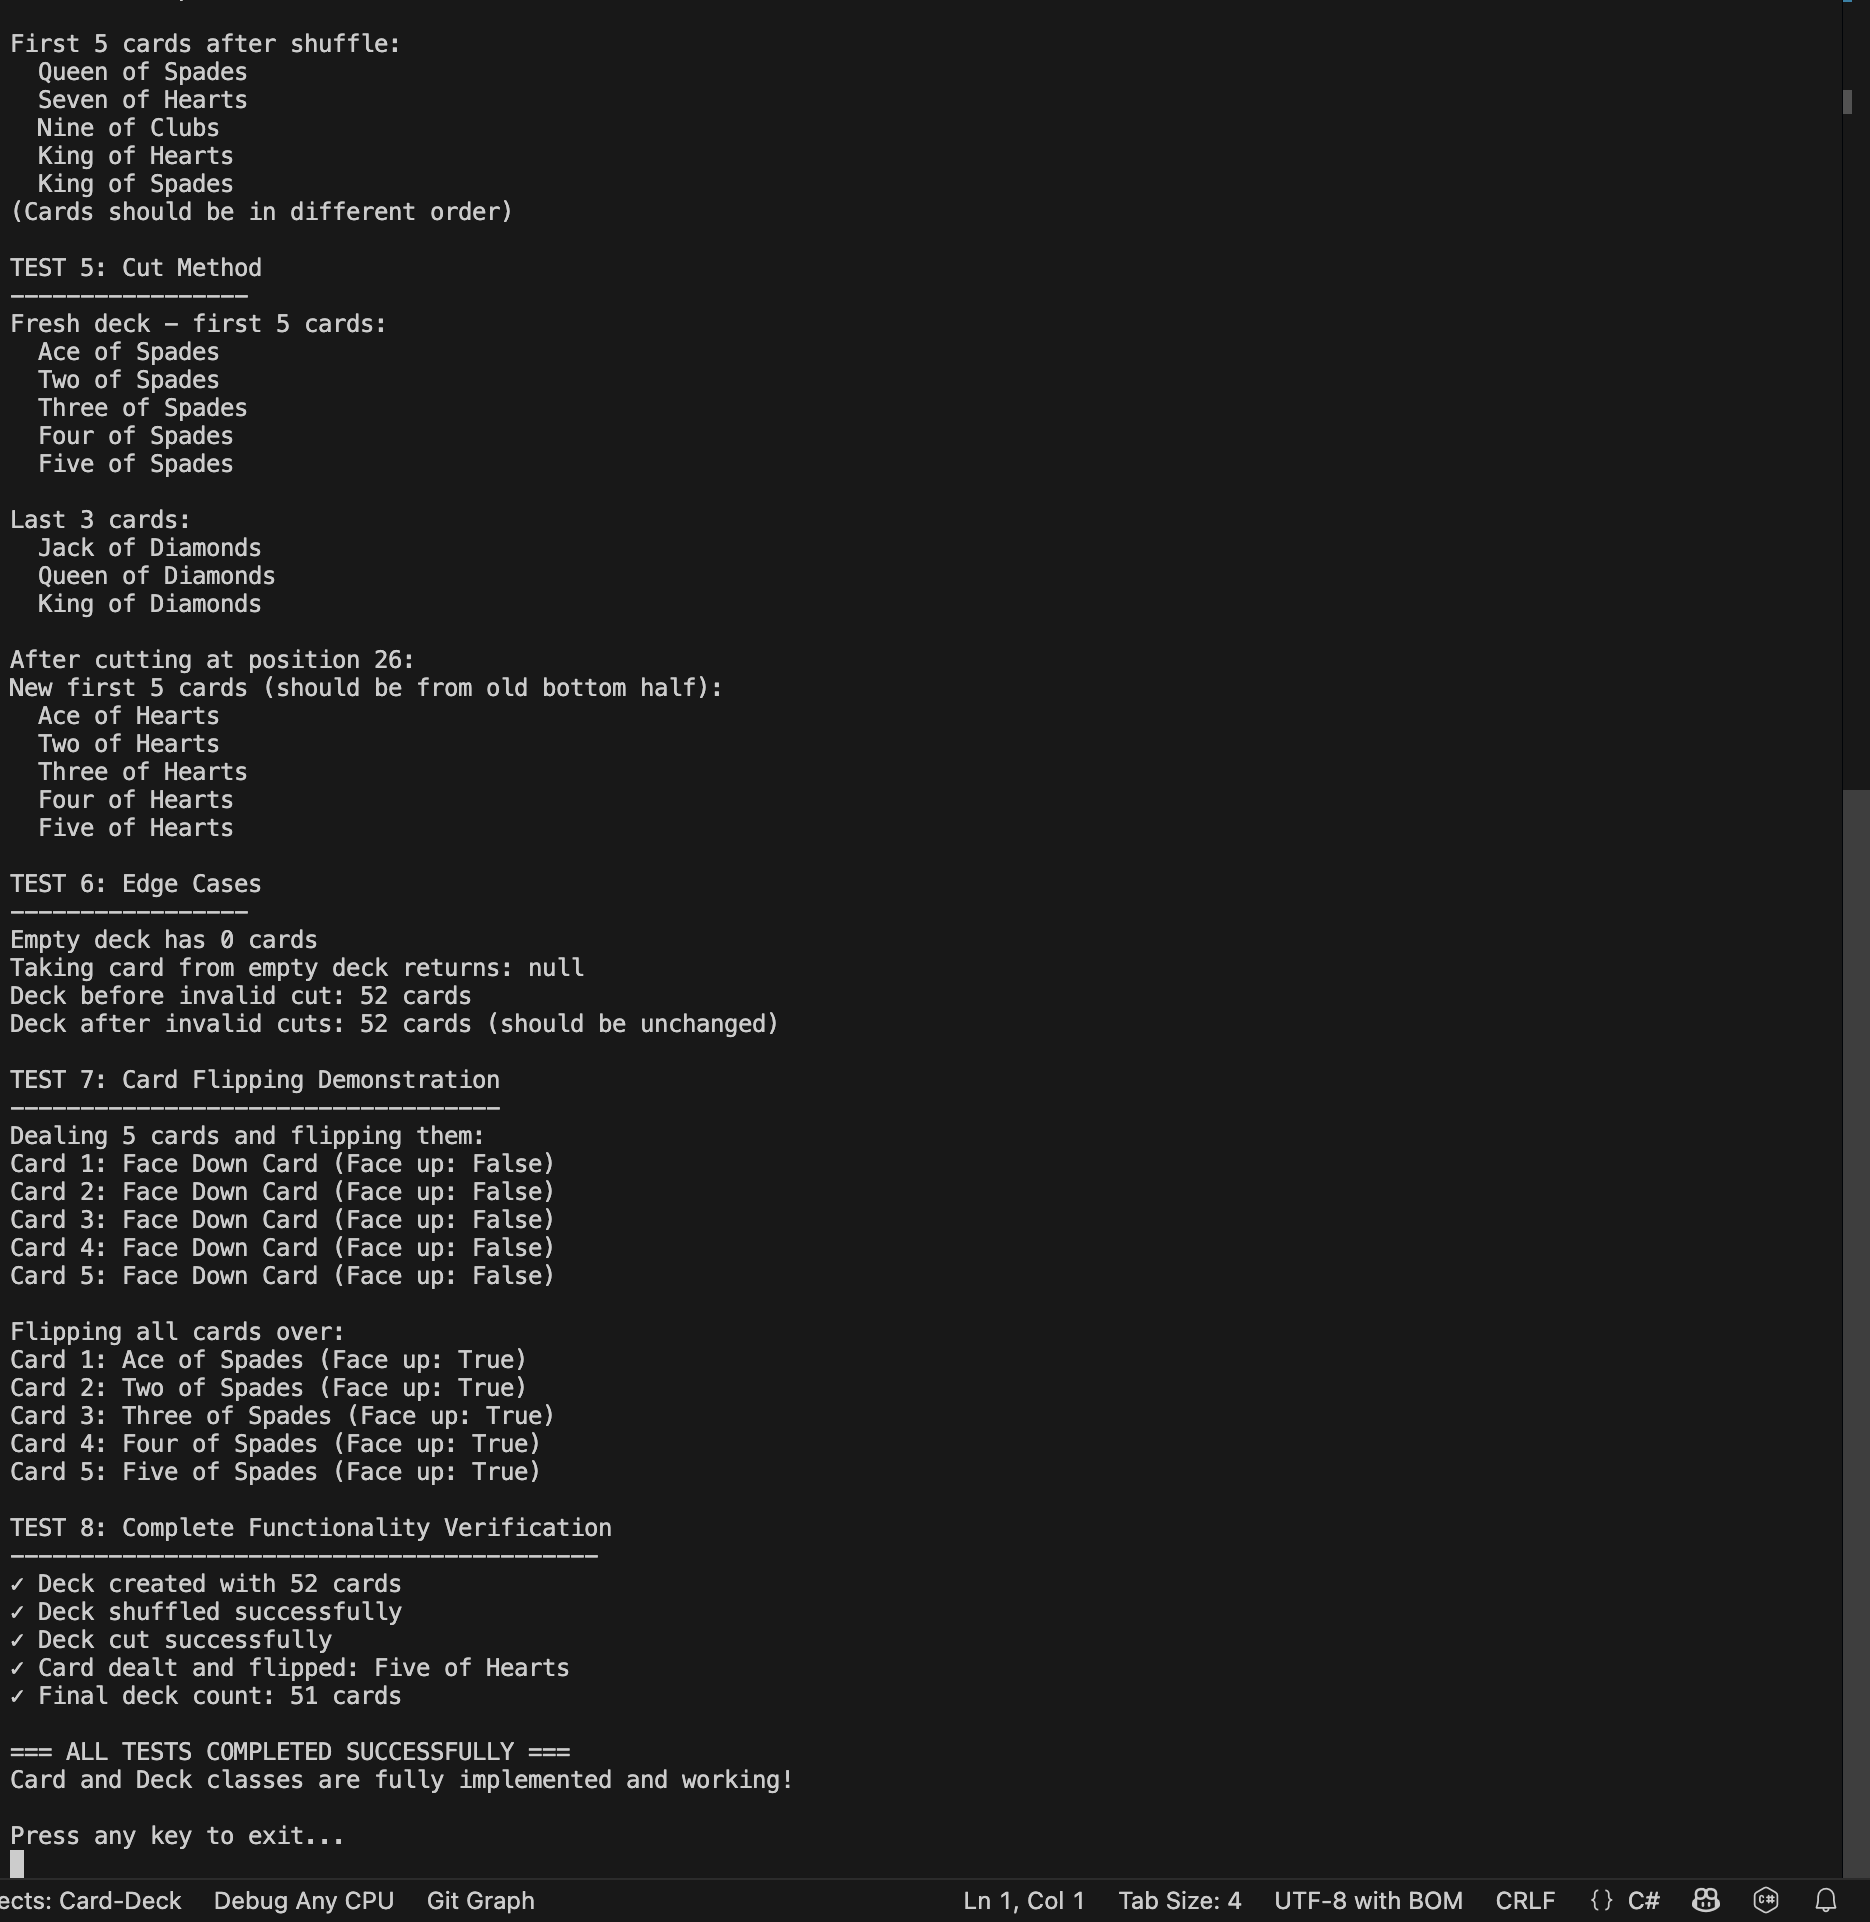 First 5 cards after shuffle:
  Queen of Spades
  Seven of Hearts
  Nine of Clubs
  King of Hearts
  King of Spades
(Cards should be in different order)

TEST 5: Cut Method
-----------------
Fresh deck - first 5 cards:
  Ace of Spades
  Two of Spades
  Three of Spades
  Four of Spades
  Five of Spades

Last 3 cards:
  Jack of Diamonds
  Queen of Diamonds
  King of Diamonds

After cutting at position 26:
New first 5 cards (should be from old bottom half):
  Ace of Hearts
  Two of Hearts
  Three of Hearts
  Four of Hearts
  Five of Hearts

TEST 6: Edge Cases
-----------------
Empty deck has 0 cards
Taking card from empty deck returns: null
Deck before invalid cut: 52 cards
Deck after invalid cuts: 52 cards (should be unchanged)

TEST 7: Card Flipping Demonstration
-----------------------------------
Dealing 5 cards and flipping them:
Card 1: Face Down Card (Face up: False)
Card 2: Face Down Card (Face up: False)
Card 3: Face Down Card (Face up: False)
Card 4: Face Down Card (Face up: False)
Card 5: Face Down Card (Face up: False)

Flipping all cards over:
Card 1: Ace of Spades (Face up: True)
Card 2: Two of Spades (Face up: True)
Card 3: Three of Spades (Face up: True)
Card 4: Four of Spades (Face up: True)
Card 5: Five of Spades (Face up: True)

TEST 8: Complete Functionality Verification
------------------------------------------
✓ Deck created with 52 cards
✓ Deck shuffled successfully
✓ Deck cut successfully
✓ Card dealt and flipped: Five of Hearts
✓ Final deck count: 51 cards

=== ALL TESTS COMPLETED SUCCESSFULLY ===
Card and Deck classes are fully implemented and working!

Press any key to exit...
ects: Card-Deck Debug Any CPU Git Graph Ln 1, Col 1 Tab Size: 4 UTF-8 with BOM CRLF {} C#